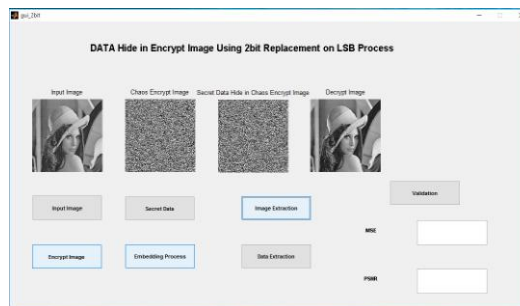 gui_2bit
DATA Hide in Encrypt Image Using 2bit Replacement on LSB Process
Input Image
Chaos Encrypt Image
Secret Data Hide in Chaos Encrypt Image
Decrypt Image
Input Image
Secret Data
Image Extraction
Validation
Encrypt Image
Embedding Process
Data Extraction
MSE
PSNR